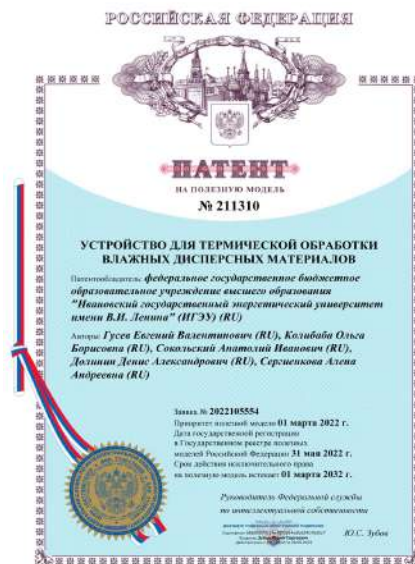 РОССИЙСКАЯ ФЕДЕРАЦИЯ
ПАТЕНТ
НА ПОЛЕЗНУЮ МОДЕЛЬ
№ 211310
УСТРОЙСТВО ДЛЯ ТЕРМИЧЕСКОЙ ОБРАБОТКИ
ВЛАЖНЫХ ДИСПЕРСНЫХ МАТЕРИАЛОВ
Патентообладатель: федеральное государственное бюджетное
образовательное учреждение высшего образования
"Ивановский государственный энергетический университет
имени В.И. Ленина" (ИГЭУ) (RU)
Авторы: Гусев Евгений Валентинович (RU), Колибаба Ольга
Борисовна (RU), Сокольский Анатолий Иванович (RU),
Долинин Денис Александрович (RU), Сергиенкова Алена
Андреевна (RU)
Заявка № 2022105554
Приоритет полезной модели 01 марта 2022 г.
Дата государственной регистрации
в Государственном реестре полезных
моделей Российской Федерации 31 мая 2022 г.
Срок действия исключительного права
на полезную модель истекает 01 марта 2032 г.
Руководитель Федеральной службы
по интеллектуальной собственности
Ю.С. Зубов